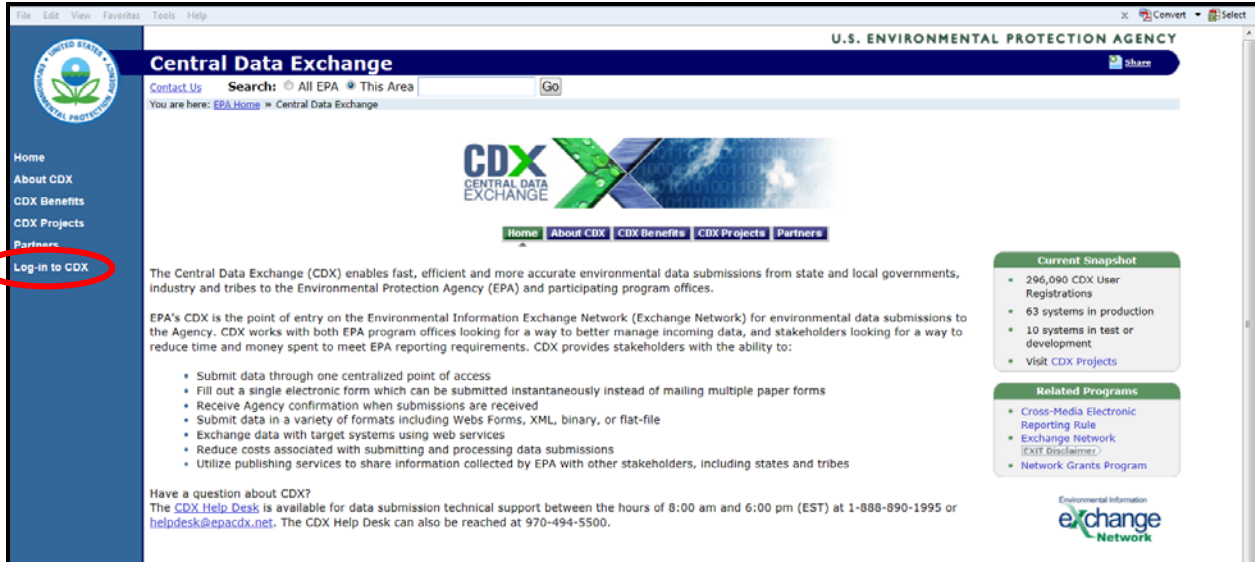 File Edit View Favorites Tools Help
x Convert Select
U.S. ENVIRONMENTAL PROTECTION AGENCY
UNITED STATES
ENVIRONMENTAL PROTECTION AGENCY
Central Data Exchange
Share
Contact Us Search: All EPA This Area Go
You are here: EPA Home » Central Data Exchange
Home
About CDX
CDX Benefits
CDX Projects
Partners
Log-in to CDX
CDX
CENTRAL DATA
EXCHANGE
Home About CDX CDX Benefits CDX Projects Partners
The Central Data Exchange (CDX) enables fast, efficient and more accurate environmental data submissions from state and local governments,
industry and tribes to the Environmental Protection Agency (EPA) and participating program offices.
EPA's CDX is the point of entry on the Environmental Information Exchange Network (Exchange Network) for environmental data submissions to
the Agency. CDX works with both EPA program offices looking for a way to better manage incoming data, and stakeholders looking for a way to
reduce time and money spent to meet EPA reporting requirements. CDX provides stakeholders with the ability to:
• Submit data through one centralized point of access
• Fill out a single electronic form which can be submitted instantaneously instead of mailing multiple paper forms
• Receive Agency confirmation when submissions are received
• Submit data in a variety of formats including Webs Forms, XML, binary, or flat-file
• Exchange data with target systems using web services
• Reduce costs associated with submitting and processing data submissions
• Utilize publishing services to share information collected by EPA with other stakeholders, including states and tribes
Have a question about CDX?
The CDX Help Desk is available for data submission technical support between the hours of 8:00 am and 6:00 pm (EST) at 1-888-890-1995 or
helpdesk@epacdx.net. The CDX Help Desk can also be reached at 970-494-5500.
Current Snapshot
• 296,090 CDX User
Registrations
• 63 systems in production
• 10 systems in test or
development
• Visit CDX Projects
Related Programs
• Cross-Media Electronic
Reporting Rule
• Exchange Network
EXIT Disclaimer
• Network Grants Program
Environmental Information
exchange
Network